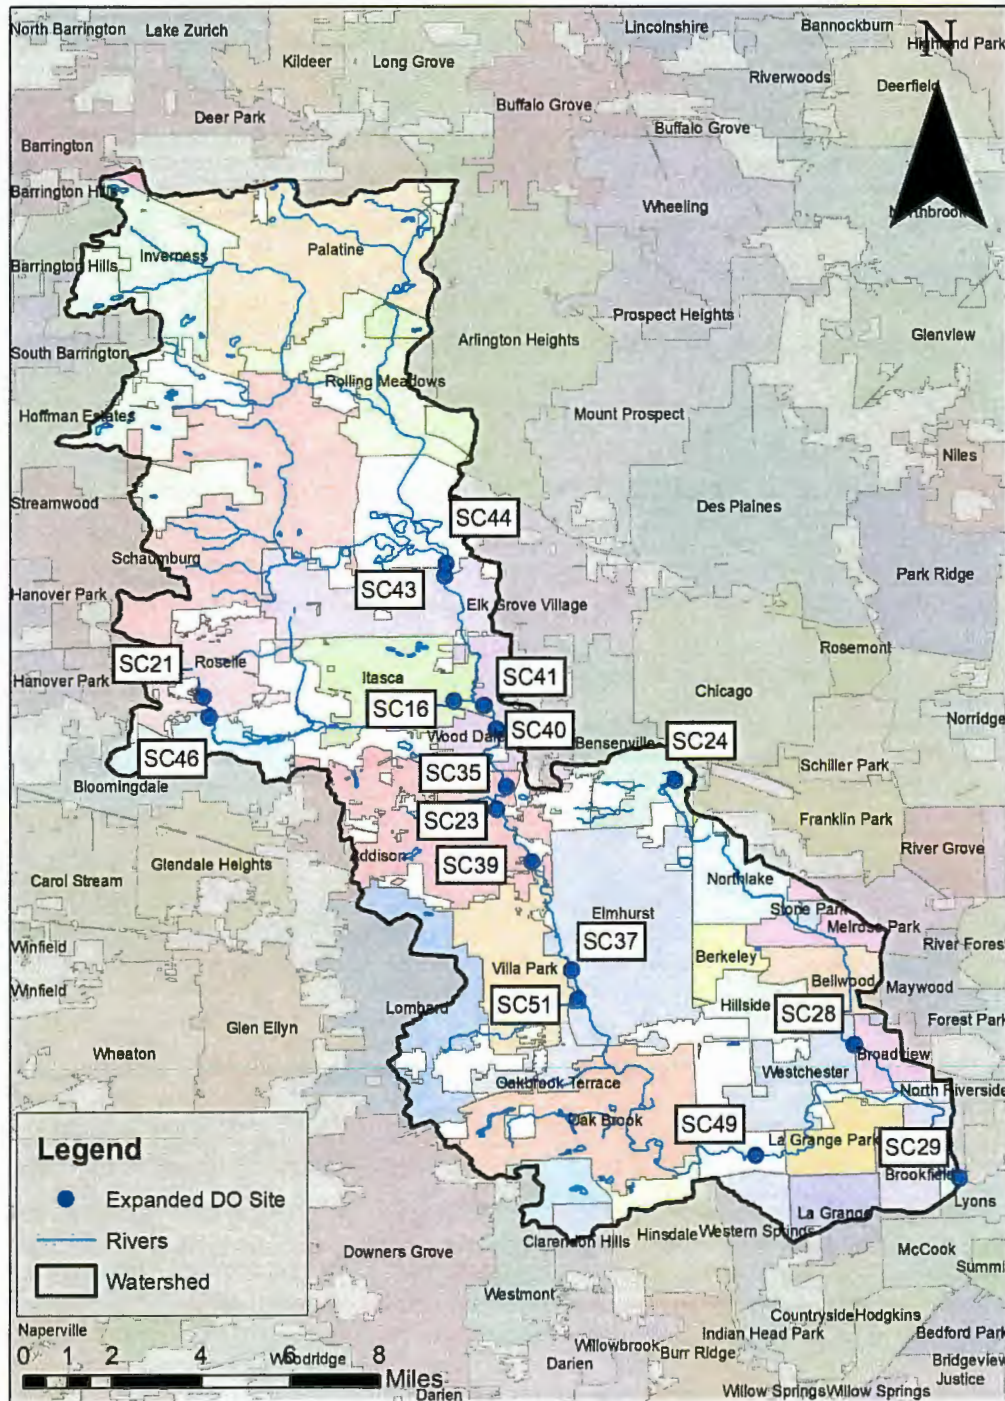 North Barrington
Lake Zurich
Lincolnshire
Bannockburn
N
Highland Park
Kildeer
Long Grove
Riverwoods
Deerfield
Deer Park
Buffalo Grove
Buffalo Grove
Barrington
Barrington Hills
Wheeling
Northbrook
Inverness
Palatine
Barrington Hills
Prospect Heights
Glenview
South Barrington
Arlington Heights
Rolling Meadows
Hoffman Estates
Mount Prospect
Niles
Streamwood
SC44
Des Plaines
Schaumburg
Park Ridge
Hanover Park
SC43
Elk Grove Village
Rosemont
SC21
Roselle
Hanover Park
Itasca
SC41
Chicago
SC16
Norridge
Wood Dale
SC40
Bensenville
SC24
SC46
SC35
Schiller Park
Bloomingdale
SC23
Franklin Park
Addison
SC39
River Grove
Glendale Heights
Carol Stream
Northlake
Elmhurst
Stone Park
Melrose Park
SC37
Winfield
Berkeley
River Forest
Villa Park
Bellwood
Winfield
Lombard
SC51
Hillside
SC28
Maywood
Glen Ellyn
Forest Park
Wheaton
Broadview
Westchester
Oakbrook Terrace
North Riverside
Oak Brook
SC49
La Grange Park
SC29
Brookfield
Lyons
La Grange
Western Springs
Hinsdale
Clarendon Hills
Downers Grove
McCook
Summi
Westmont
Countryside
Hodgkins
Willowbrook
Indian Head Park
Bedford Park
Burr Ridge
Darien
Bridgeview
Justice
Willow Springs
Willow Springs
Legend
Expanded DO Site
Rivers
Watershed
Naperville
Woodridge
0 1 2 4 6 8
Miles
Darien